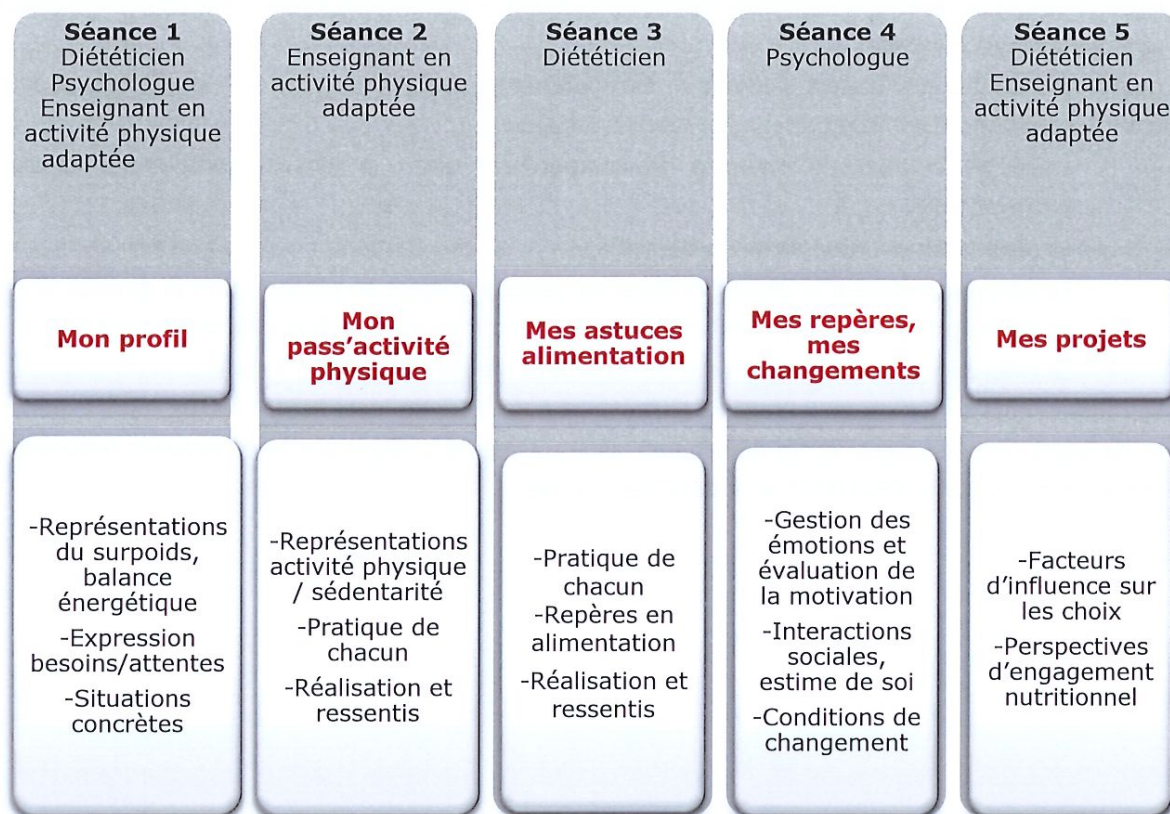 Séance 1
Diététicien
Psychologue
Enseignant en
activité physique
adaptée
Séance 2
Enseignant en
activité physique
adaptée
Séance 3
Diététicien
Séance 4
Psychologue
Séance 5
Diététicien
Enseignant en
activité physique
adaptée
Mon profil
Mon
pass’activité
physique
Mes astuces
alimentation
Mes repères,
mes
changements
Mes projets
-Représentations
du surpoids,
balance
énergétique
-Expression
besoins/attentes
-Situations
concrètes
-Représentations
activité physique
/ sédentarité
-Pratique de
chacun
-Réalisation et
ressentis
-Pratique de
chacun
-Repères en
alimentation
-Réalisation et
ressentis
-Gestion des
émotions et
évaluation de
la motivation
-Interactions
sociales,
estime de soi
-Conditions de
changement
-Facteurs
d’influence sur
les choix
-Perspectives
d’engagement
nutritionnel